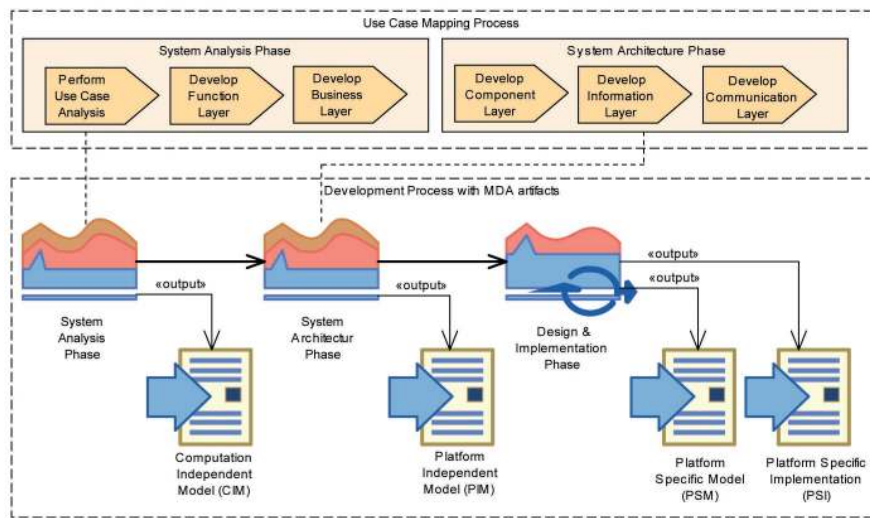 Use Case Mapping Process
System Analysis Phase
Perform
Use Case
Analysis
Develop
Function
Layer
Develop
Business
Layer
System Architecture Phase
Develop
Component
Layer
Develop
Information
Layer
Develop
Communication
Layer
Development Process with MDA artifacts
«output»
«output»
«output»
«output»
System
Analysis
Phase
System
Architectur
Phase
Design &
Implementation
Phase
Computation
Independent
Model (CIM)
Platform
Independent
Model (PIM)
Platform
Specific Model
(PSM)
Platform Specific
Implementation
(PSI)